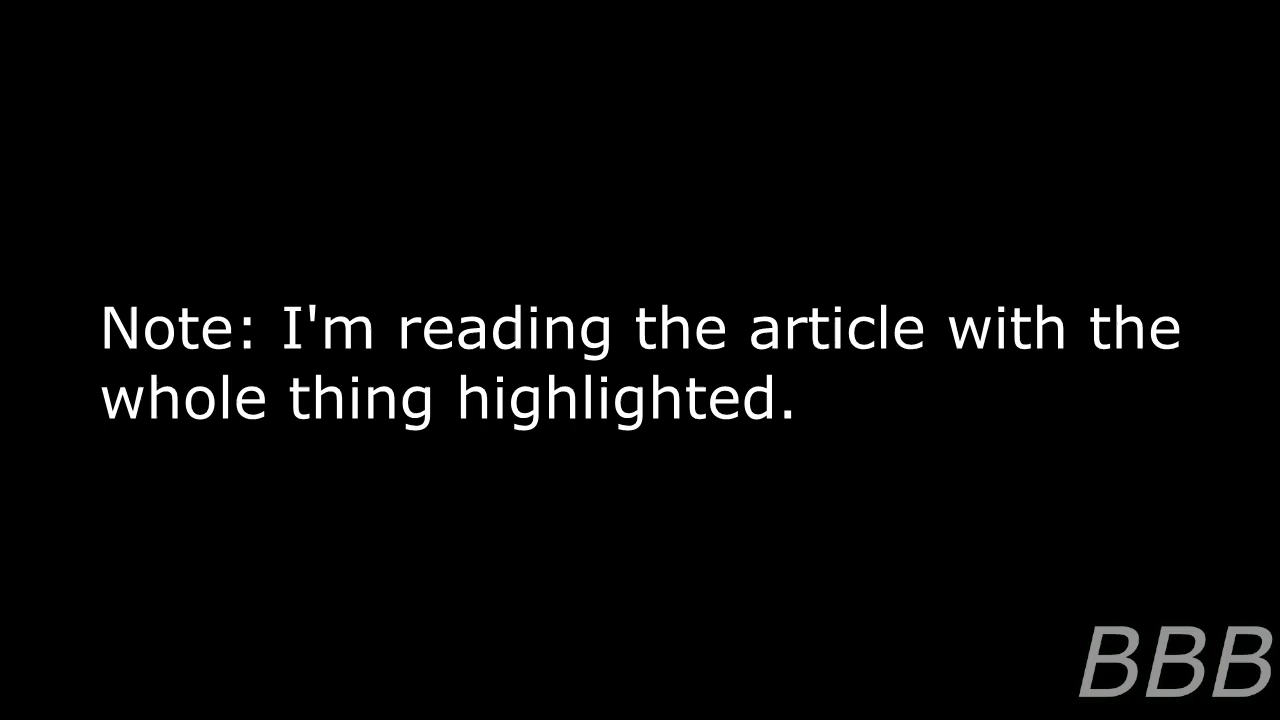 Note: I'm reading the article with the
whole thing highlighted.
BBB